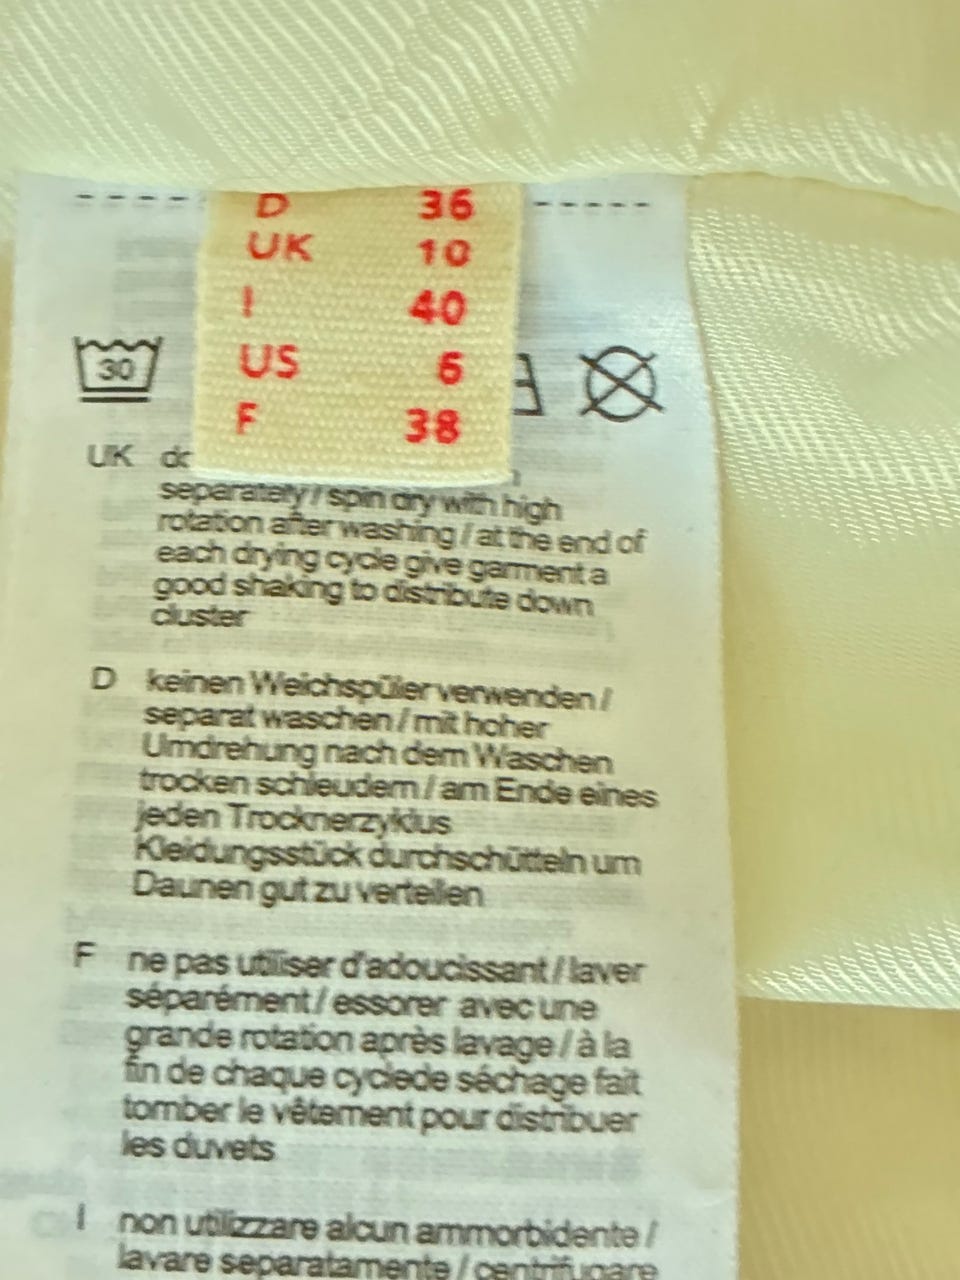 D 36
UK 10
I 40
US 6
F 38
30
UK
separately / spin dry with high
rotation after washing / at the end of
each drying cycle give garment a
good shaking to distribute down
cluster
D keinen Weichspüler verwenden /
separat waschen / mit hoher
Umdrehung nach dem Waschen
trocken schleudern / am Ende eines
jeden Trocknerzyklus
Kleidungsstück durchschütteln um
Daunen gut zu verteilen
F ne pas utiliser d'adoucissant / laver
séparément / essorer avec une
grande rotation après lavage / à la
fin de chaque cyclede séchage fait
tomber le vêtement pour distribuer
les duvets
I non utilizzare alcun ammorbidente /
lavare separatamente / centrifugare